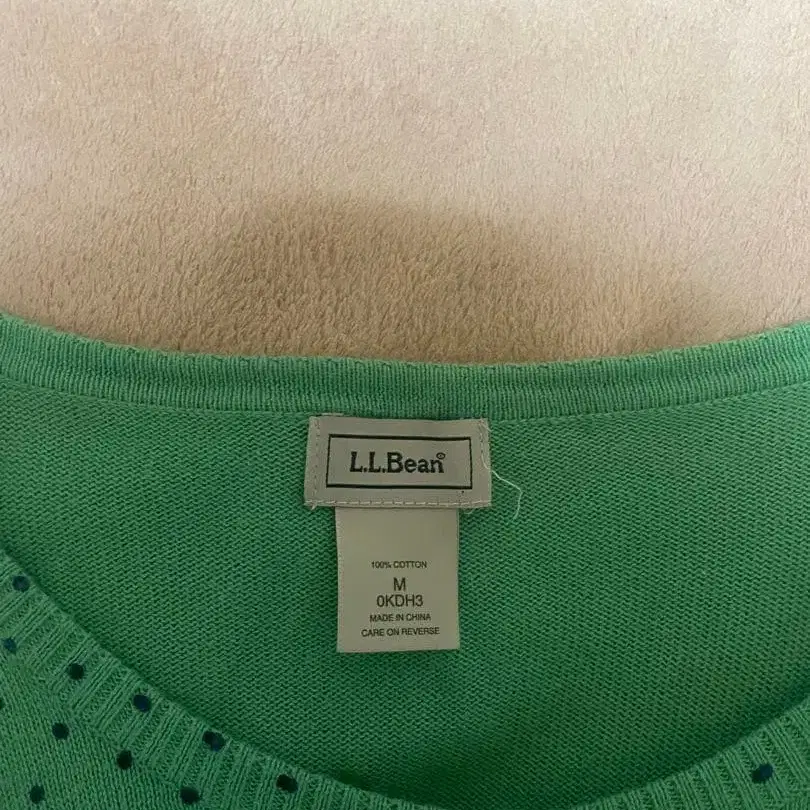 L.L.Bean®
100% COTTON
M
0KDH3
MADE IN CHINA
CARE ON REVERSE